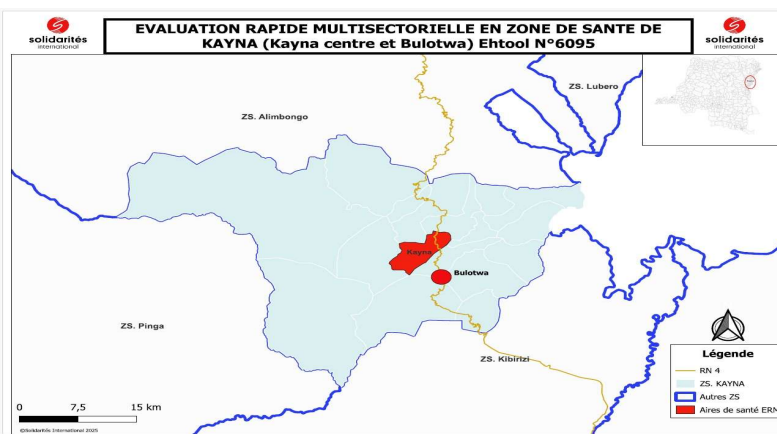 solidarités
international
EVALUATION RAPIDE MULTISECTORIELLE EN ZONE DE SANTE DE
KAYNA (Kayna centre et Bulotwa) Ehtool N°6095
solidarités
international
ZS. Lubero
ZS. Alimbongo
Kayna
Bulotwa
ZS. Pinga
ZS. Kibirizi
Légende
RN 4
ZS. KAYNA
Autres ZS
Aires de santé ERM
0 7,5 15 km
©Solidarités International 2025